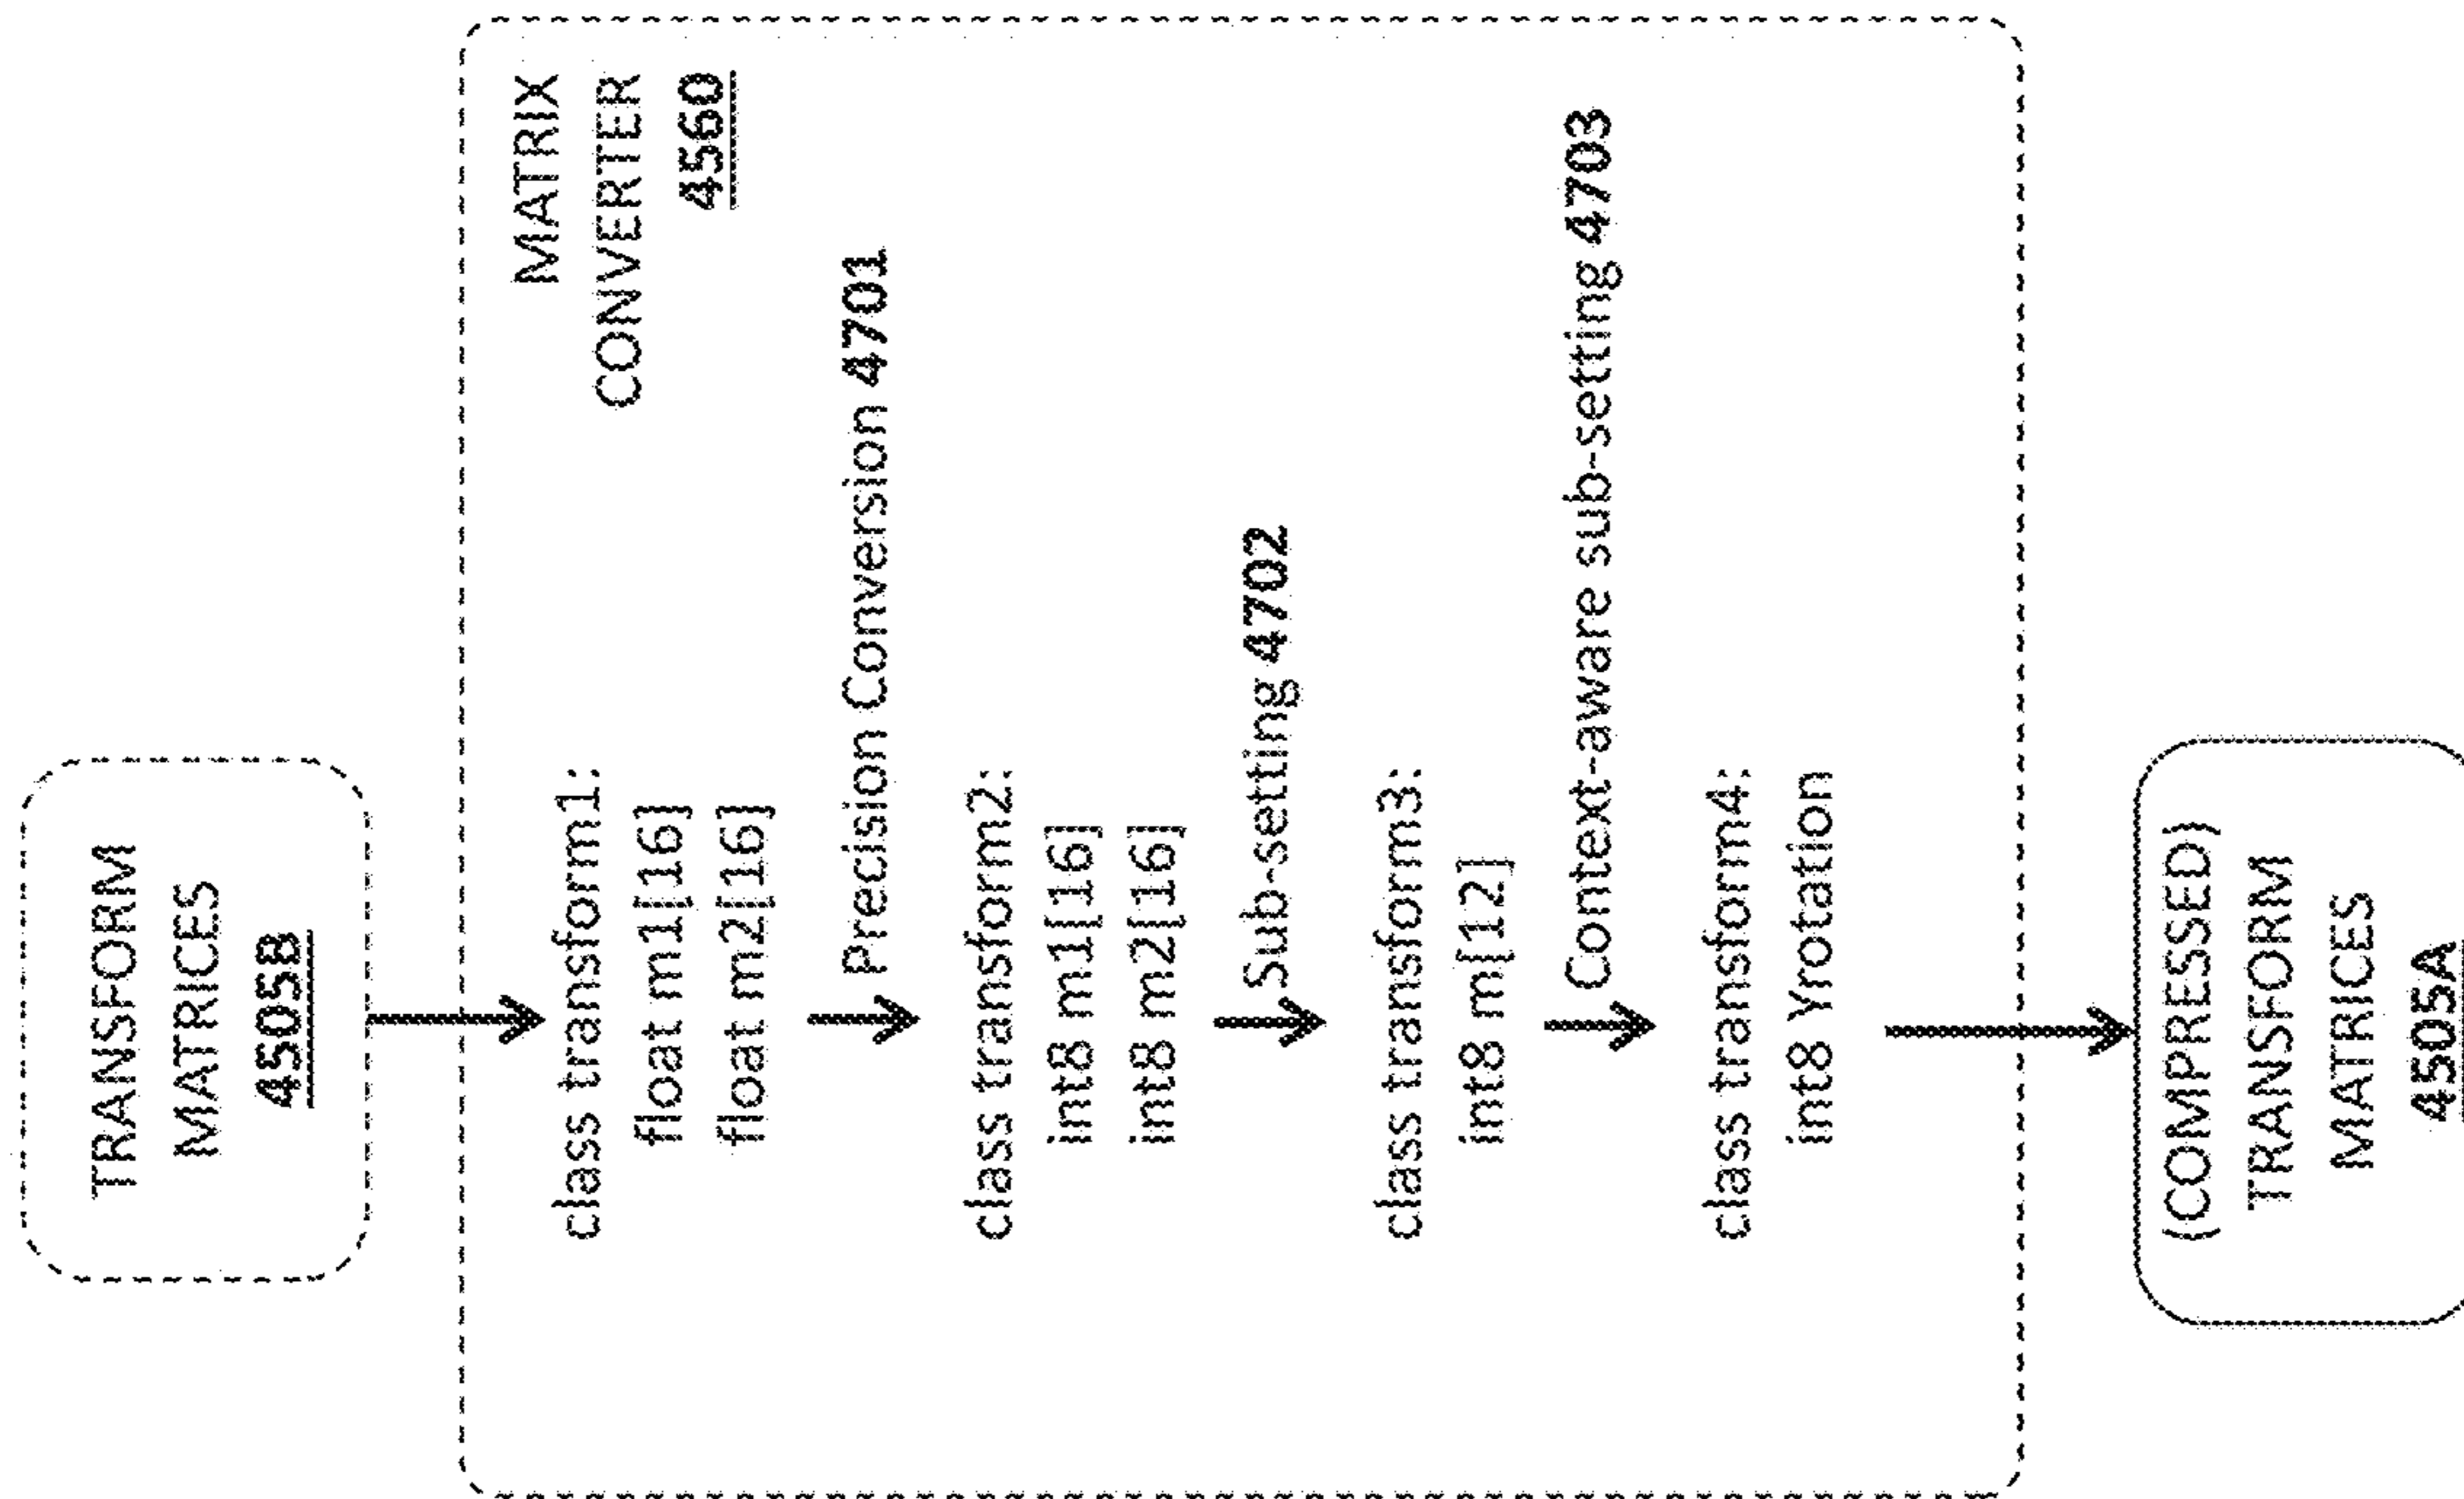 TRANSFORM
MATRICES
4505B
MATRIX
CONVERTER
4560
class transform1:
float m1[16]
float m2[16]
Precision Conversion 4701
class transform2:
int8 m1[16]
int8 m2[16]
Sub-setting 4702
class transform3:
int8 m[12]
Context-aware sub-setting 4703
class transform4:
int8 Yrotation
(COMPRESSED)
TRANSFORM
MATRICES
4505A